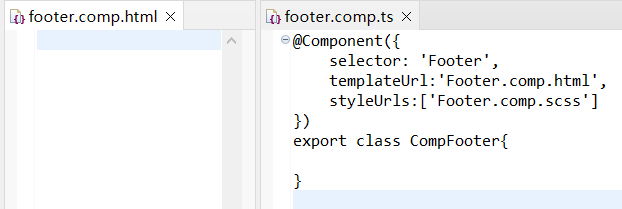 footer.comp.html
footer.comp.ts
@Component({
    selector: 'Footer',
    templateUrl:'Footer.comp.html',
    styleUrls:['Footer.comp.scss']
})
export class CompFooter{
}